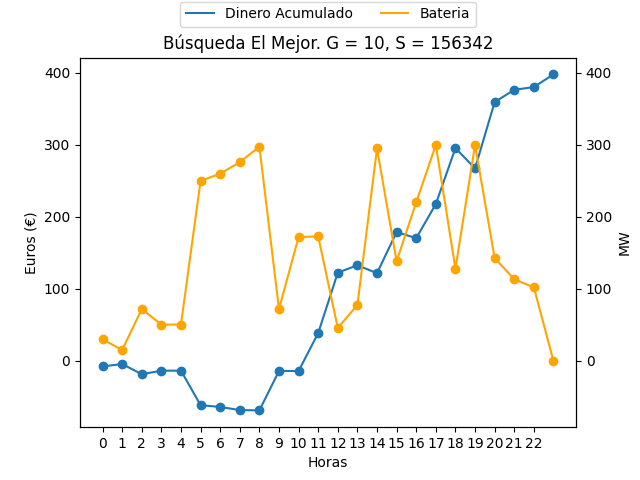 Dinero Acumulado Bateria
Búsqueda El Mejor. G = 10, S = 156342
400 400
300 300
200 200
100 100
0 0
Euros (€)
MW
0 1 2 3 4 5 6 7 8 9 10 11 12 13 14 15 16 17 18 19 20 21 22
Horas